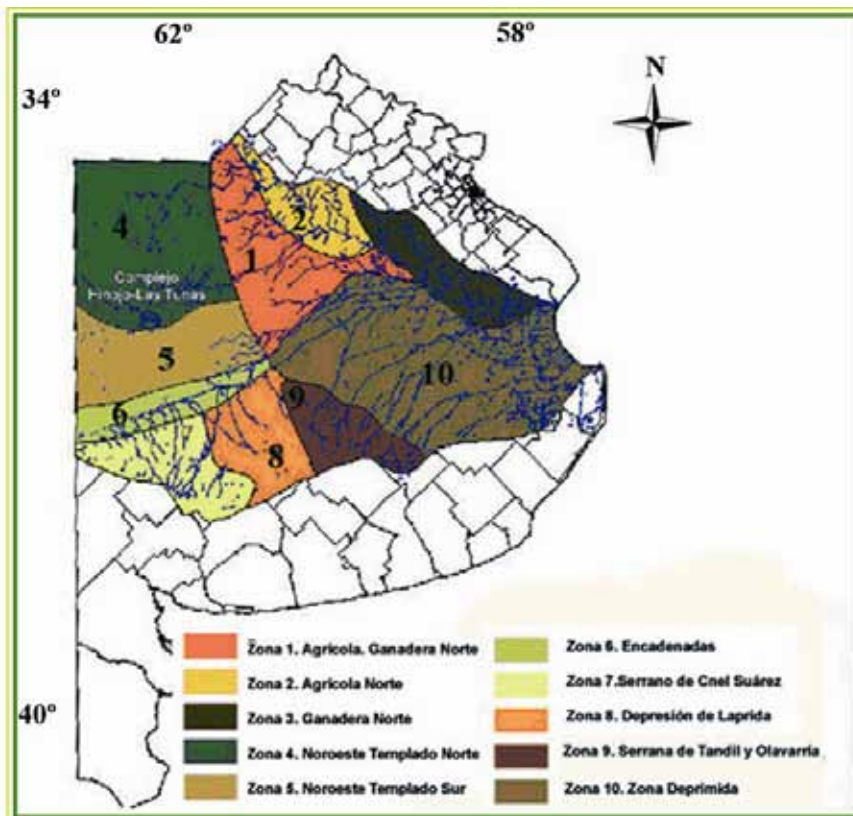 62º 58º
34º
N
4
2
1
Complejo
Hinojo-Las Tunas
5
10
9
6
8
40º
Zona 1. Agrícola. Ganadera Norte
Zona 2. Agrícola Norte
Zona 3. Ganadera Norte
Zona 4. Noroeste Templado Norte
Zona 5. Noroeste Templado Sur
Zona 6. Encadenadas
Zona 7.Serrano de Cnel Suárez
Zona 8. Depresión de Laprida
Zona 9. Serrana de Tandil y Olavarría
Zona 10. Zona Deprimida